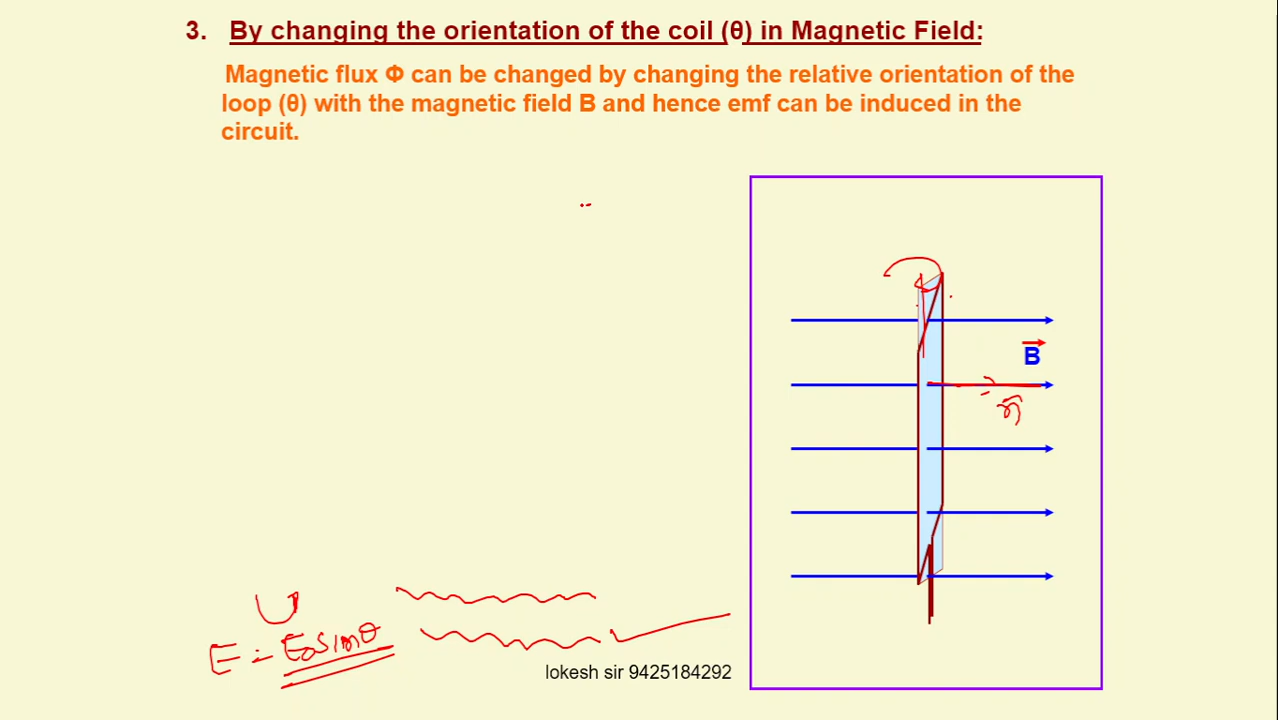 3. By changing the orientation of the coil (θ) in Magnetic Field:
Magnetic flux Φ can be changed by changing the relative orientation of the
loop (θ) with the magnetic field B and hence emf can be induced in the
circuit.
B
E = E₀ sinθ
lokesh sir 9425184292